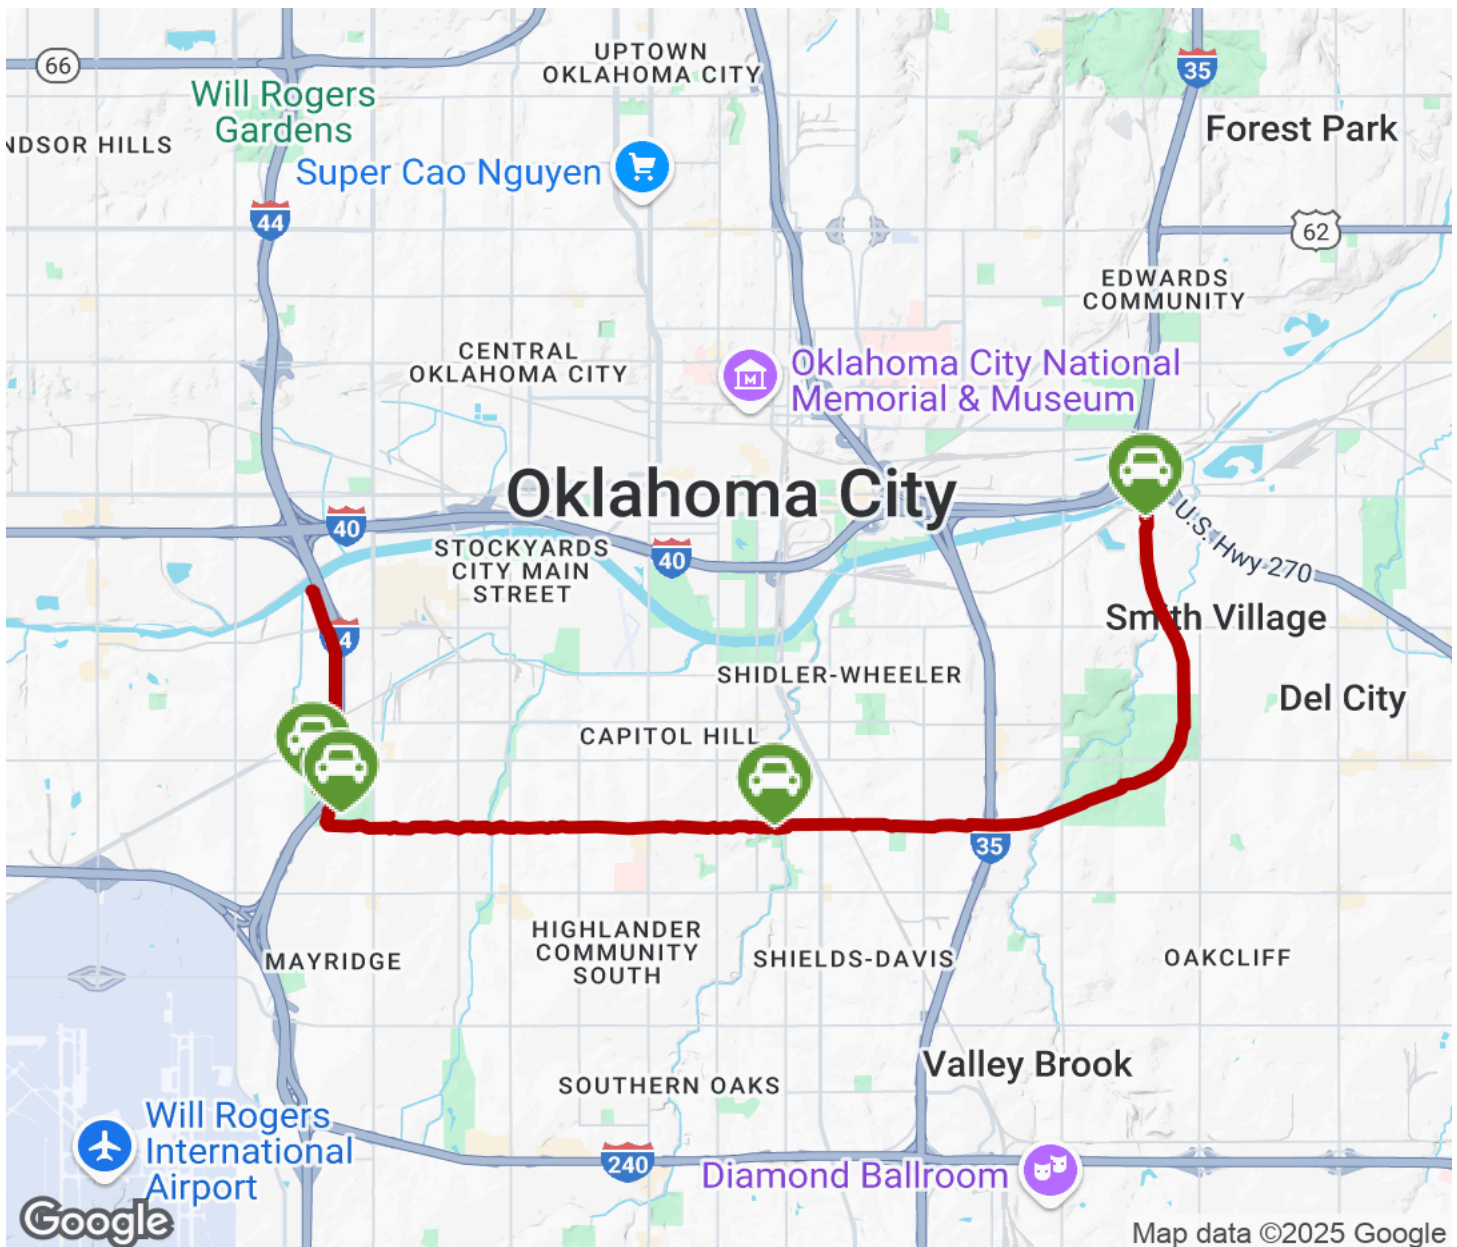 66
UPTOWN
OKLAHOMA CITY
35
Will Rogers
Gardens
Forest Park
NDSOR HILLS
Super Cao Nguyen
44
62
EDWARDS
COMMUNITY
CENTRAL
OKLAHOMA CITY
Oklahoma City National
Memorial & Museum
Oklahoma City
40
U.S. Hwy 270
STOCKYARDS
CITY MAIN
STREET
40
Smith Village
4
SHIDLER-WHEELER
Del City
CAPITOL HILL
35
HIGHLANDER
COMMUNITY
SOUTH
MAYRIDGE
SHIELDS-DAVIS
OAKCLIFF
Valley Brook
SOUTHERN OAKS
Will Rogers
International
Airport
240
Diamond Ballroom
Google
Map data ©2025 Google